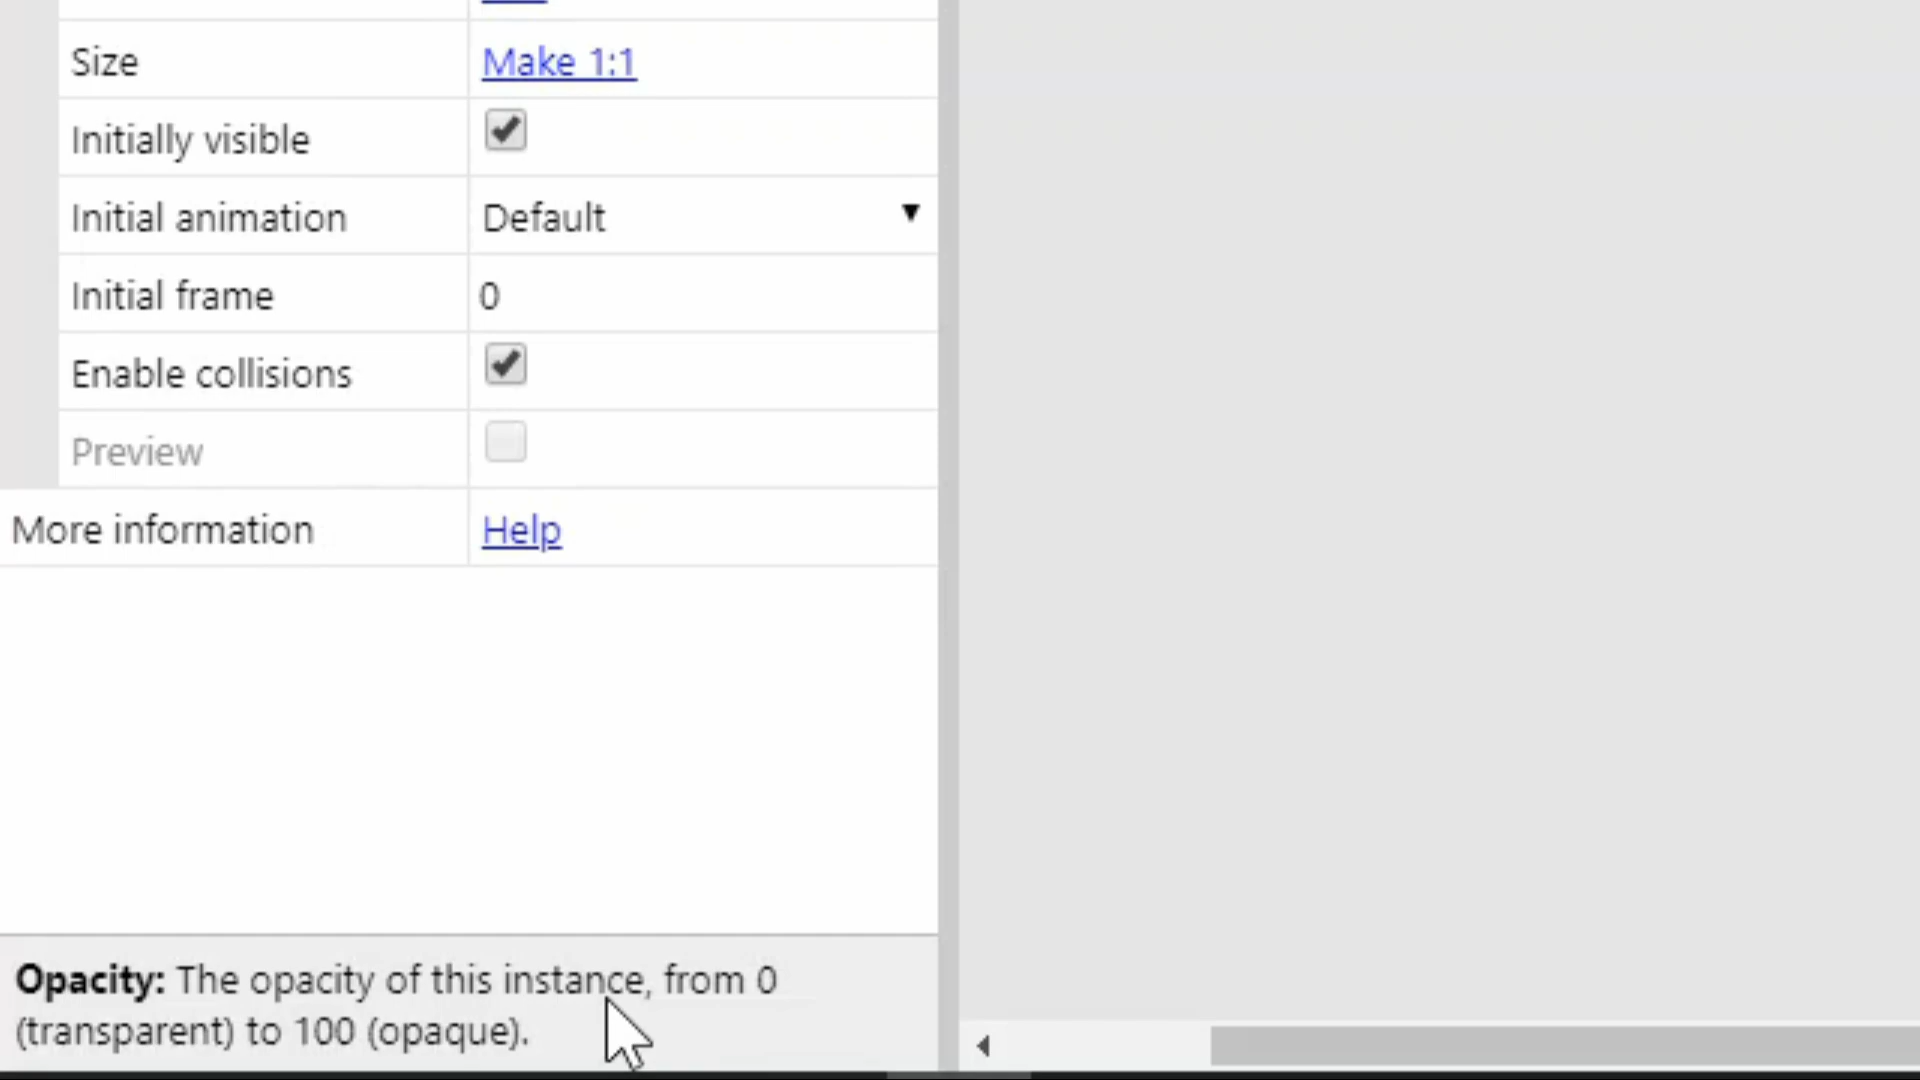 Size Make 1:1
Initially visible
Initial animation Default
Initial frame 0
Enable collisions
Preview
More information Help
Opacity: The opacity of this instance, from 0
(transparent) to 100 (opaque).